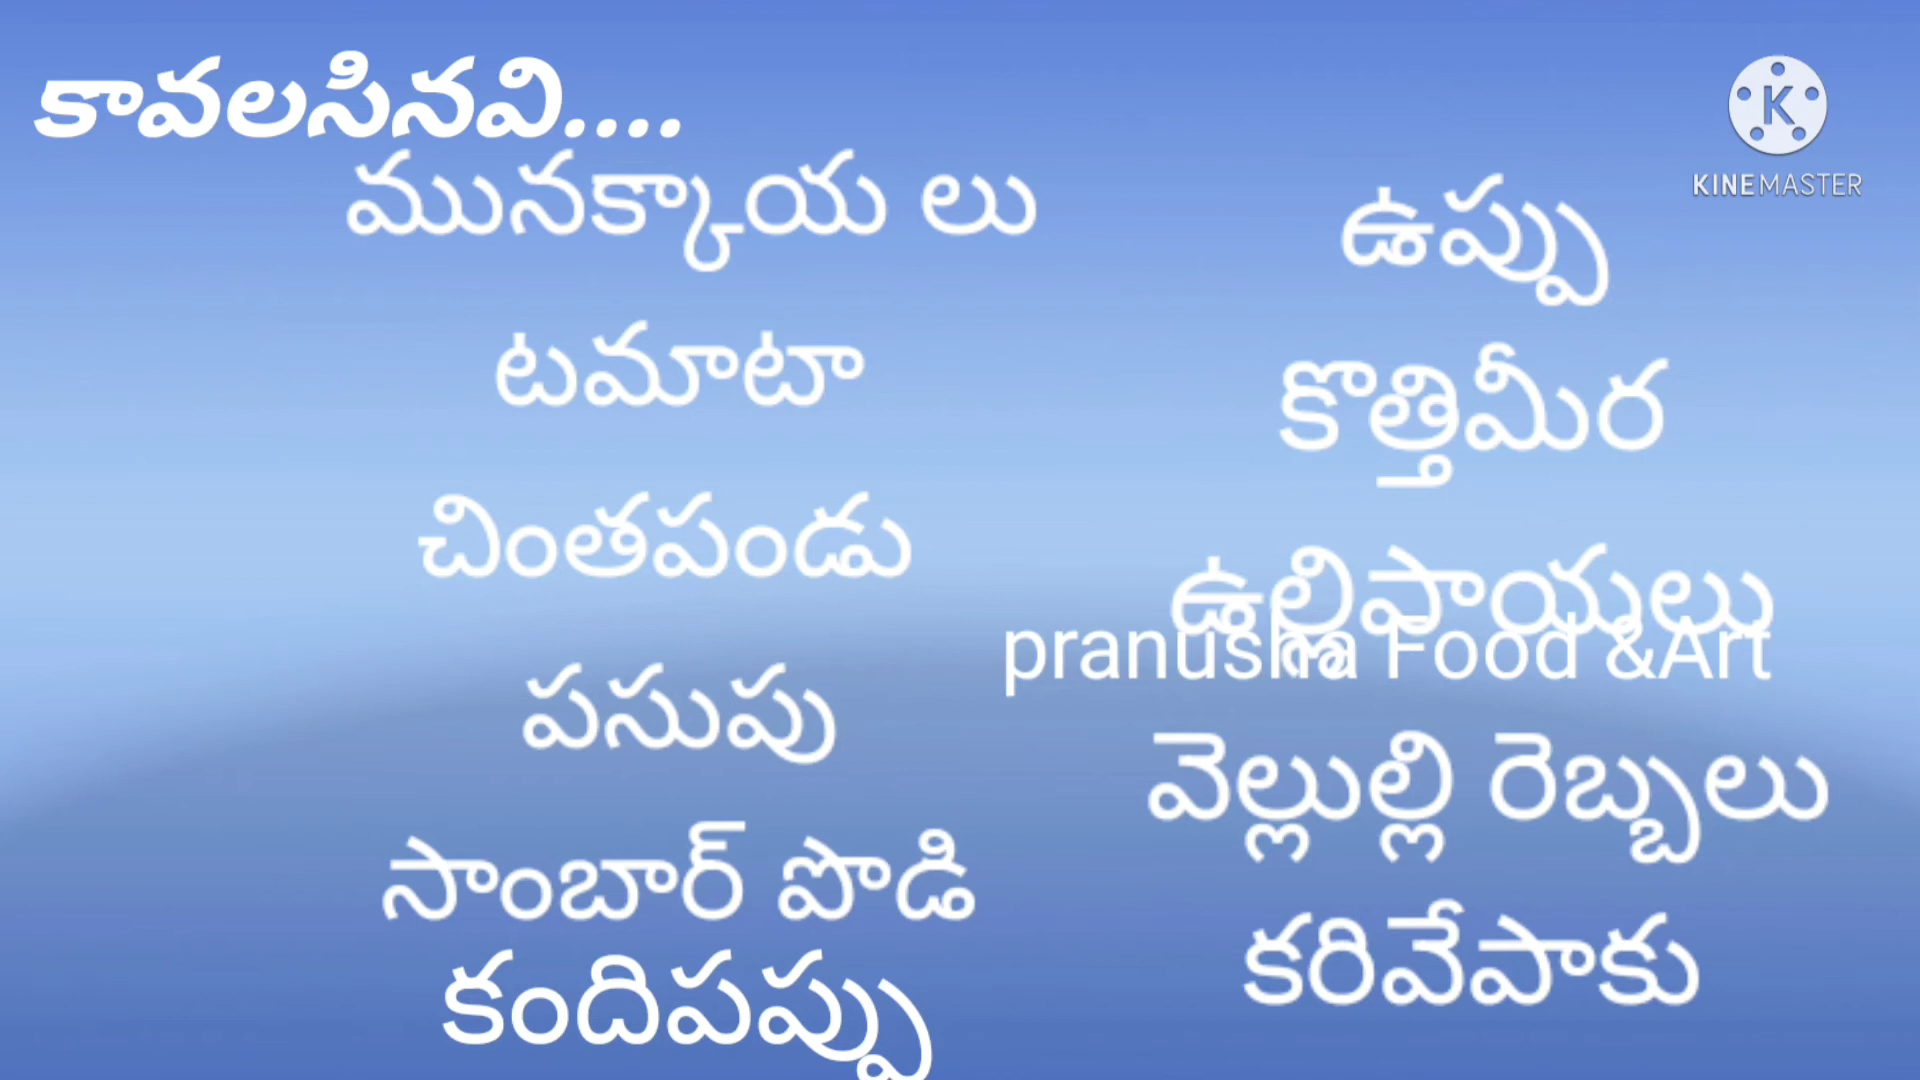 కావలసినవి....
మునక్కాయ లు
టమాటా
చింతపండు
పసుపు
సాంబార్ పొడి
కందిపప్పు
KINEMASTER
ఉప్పు
కొత్తిమీర
ఉల్లిపాయలు
pranusha Food &Art
వెల్లుల్లి రెబ్బలు
కరివేపాకు